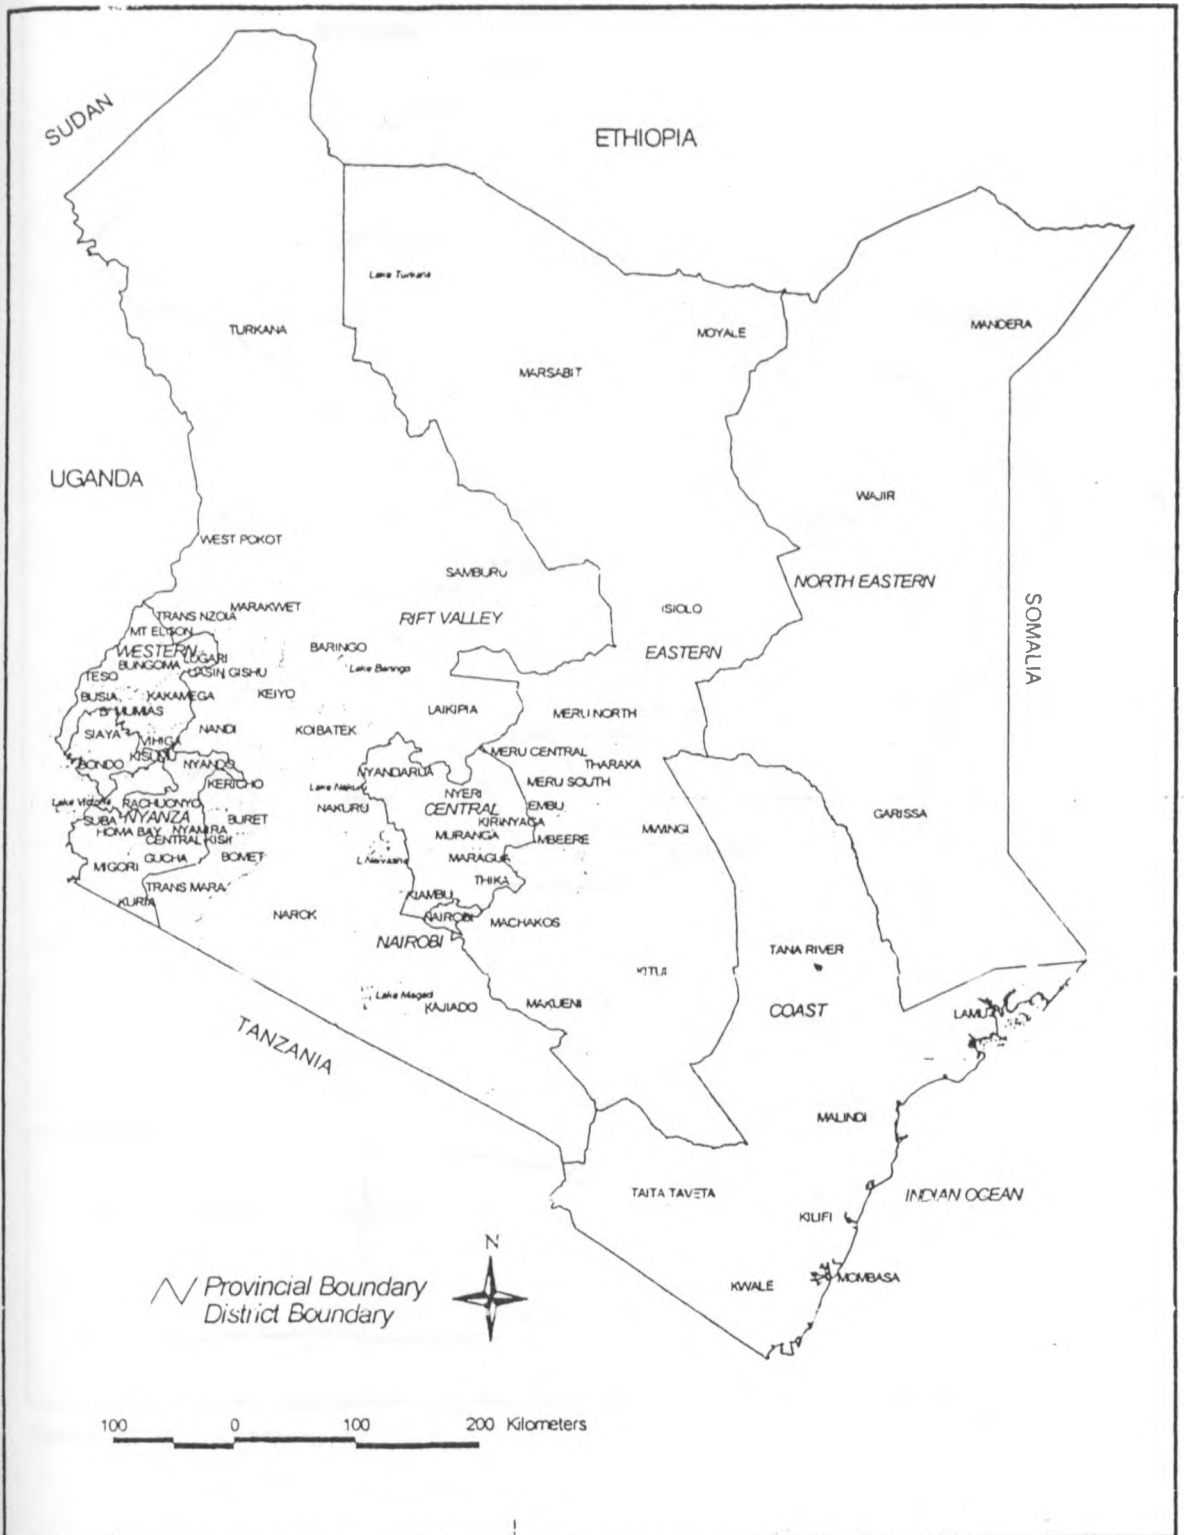 SUDAN
ETHIOPIA
Lake Turkana
TURKANA
MOYALE
MANDERA
MARSABIT
UGANDA
WAJIR
WEST POKOT
SAMBURU
NORTH EASTERN
SOMALIA
MARAKWET
ISIOLO
TRANS NZOIA
RIFT VALLEY
MT ELGON
WESTERN
BARINGO
EASTERN
LUGARI
BUNGOMA
Lake Baringo
UASIN GISHU
TESO
BUSIA
KAKAMEGA
KEIYO
LAIKIPIA
MERU NORTH
B/MUMIAS
SIAYA
NANDI
KOIBATEK
VIHIGA
MERU CENTRAL
KISUMU
BONDO
NYANDO
THARAKA
NYANDARUA
KERICHO
MERU SOUTH
Lake Nakuru
NYERI
Lake Victoria
RACHUONYO
NAKURU
CENTRAL
EMBU
GARISSA
SUBA
NYANZA
BURET
KIRINYAGA
HOMA BAY
NYAMIRA
MWINGI
MURANGA
MBEERE
CENTRAL KISII
GUCHA
BOMET
L. Naivasha
MARAGUA
MIGORI
THIKA
TRANS MARA
KIAMBU
KURIA
NAROK
NAIROBI
MACHAKOS
NAIROBI
TANA RIVER
KITUI
Lake Magadi
KAJIADO
MAKUENI
COAST
LAMU
TANZANIA
MALINDI
TAITA TAVETA
INDIAN OCEAN
KILIFI
N
KWALE
MOMBASA
Provincial Boundary
District Boundary
100 0 100 200 Kilometers